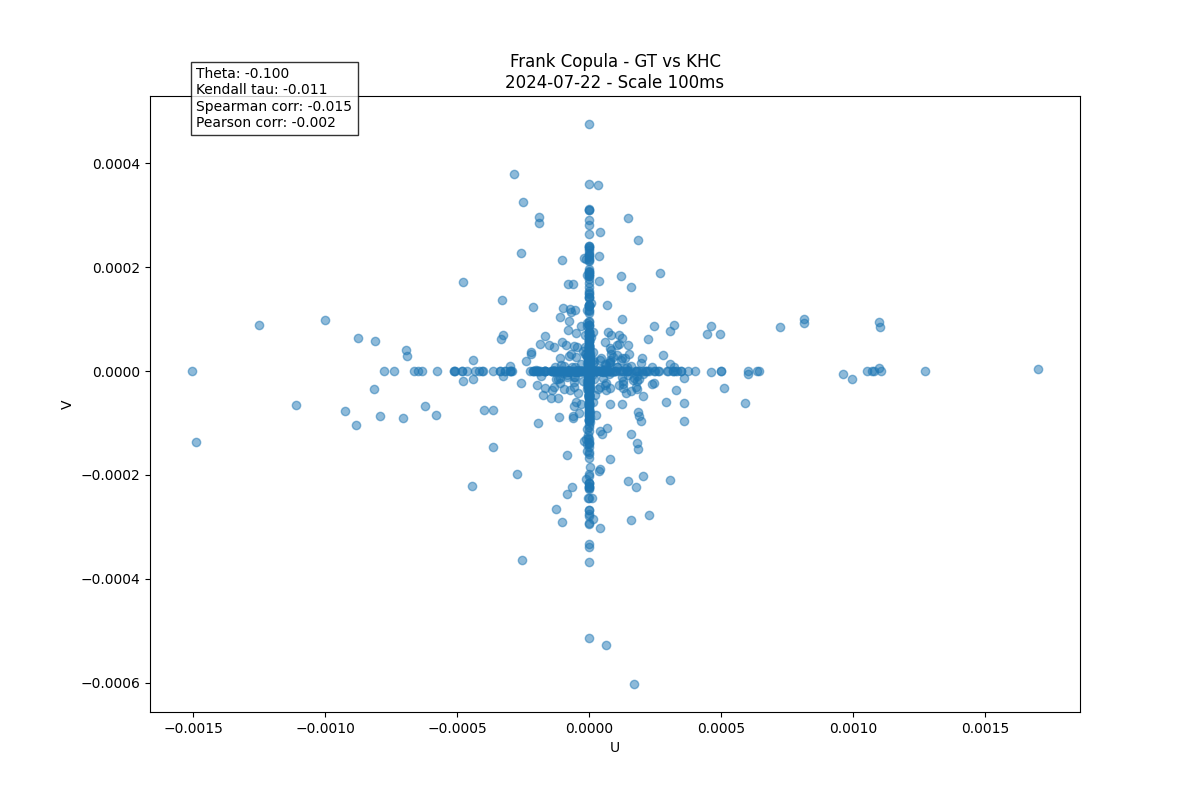 Frank Copula - GT vs KHC
2024-07-22 - Scale 100ms
Theta: -0.100
Kendall tau: -0.011
Spearman corr: -0.015
Pearson corr: -0.002
0.0004
0.0002
0.0000
−0.0002
−0.0004
−0.0006
V
−0.0015 −0.0010 −0.0005 0.0000 0.0005 0.0010 0.0015
U